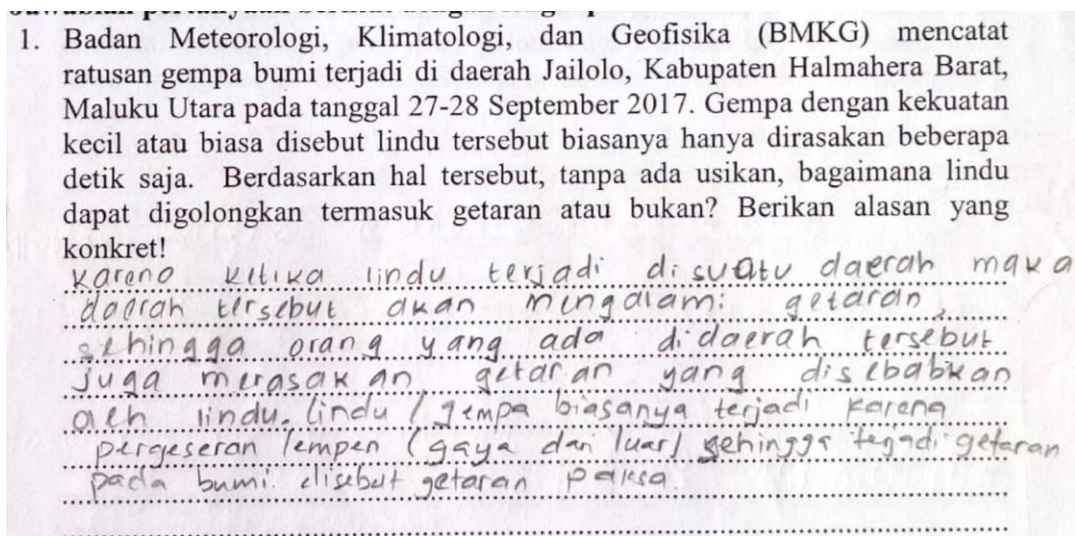 1. Badan Meteorologi, Klimatologi, dan Geofisika (BMKG) mencatat
ratusan gempa bumi terjadi di daerah Jailolo, Kabupaten Halmahera Barat,
Maluku Utara pada tanggal 27-28 September 2017. Gempa dengan kekuatan
kecil atau biasa disebut lindu tersebut biasanya hanya dirasakan beberapa
detik saja. Berdasarkan hal tersebut, tanpa ada usikan, bagaimana lindu
dapat digolongkan termasuk getaran atau bukan? Berikan alasan yang
konkret!
Karena ketika lindu terjadi disuatu daerah maka
daerah tersebut akan mengalami getaran,
sehingga orang yang ada didaerah tersebut
juga merasakan getaran yang disebabkan
oleh lindu. Lindu / gempa biasanya terjadi karena
pergeseran lempen (gaya dari luar) sehingga terjadi getaran
pada bumi disebut getaran paksa.